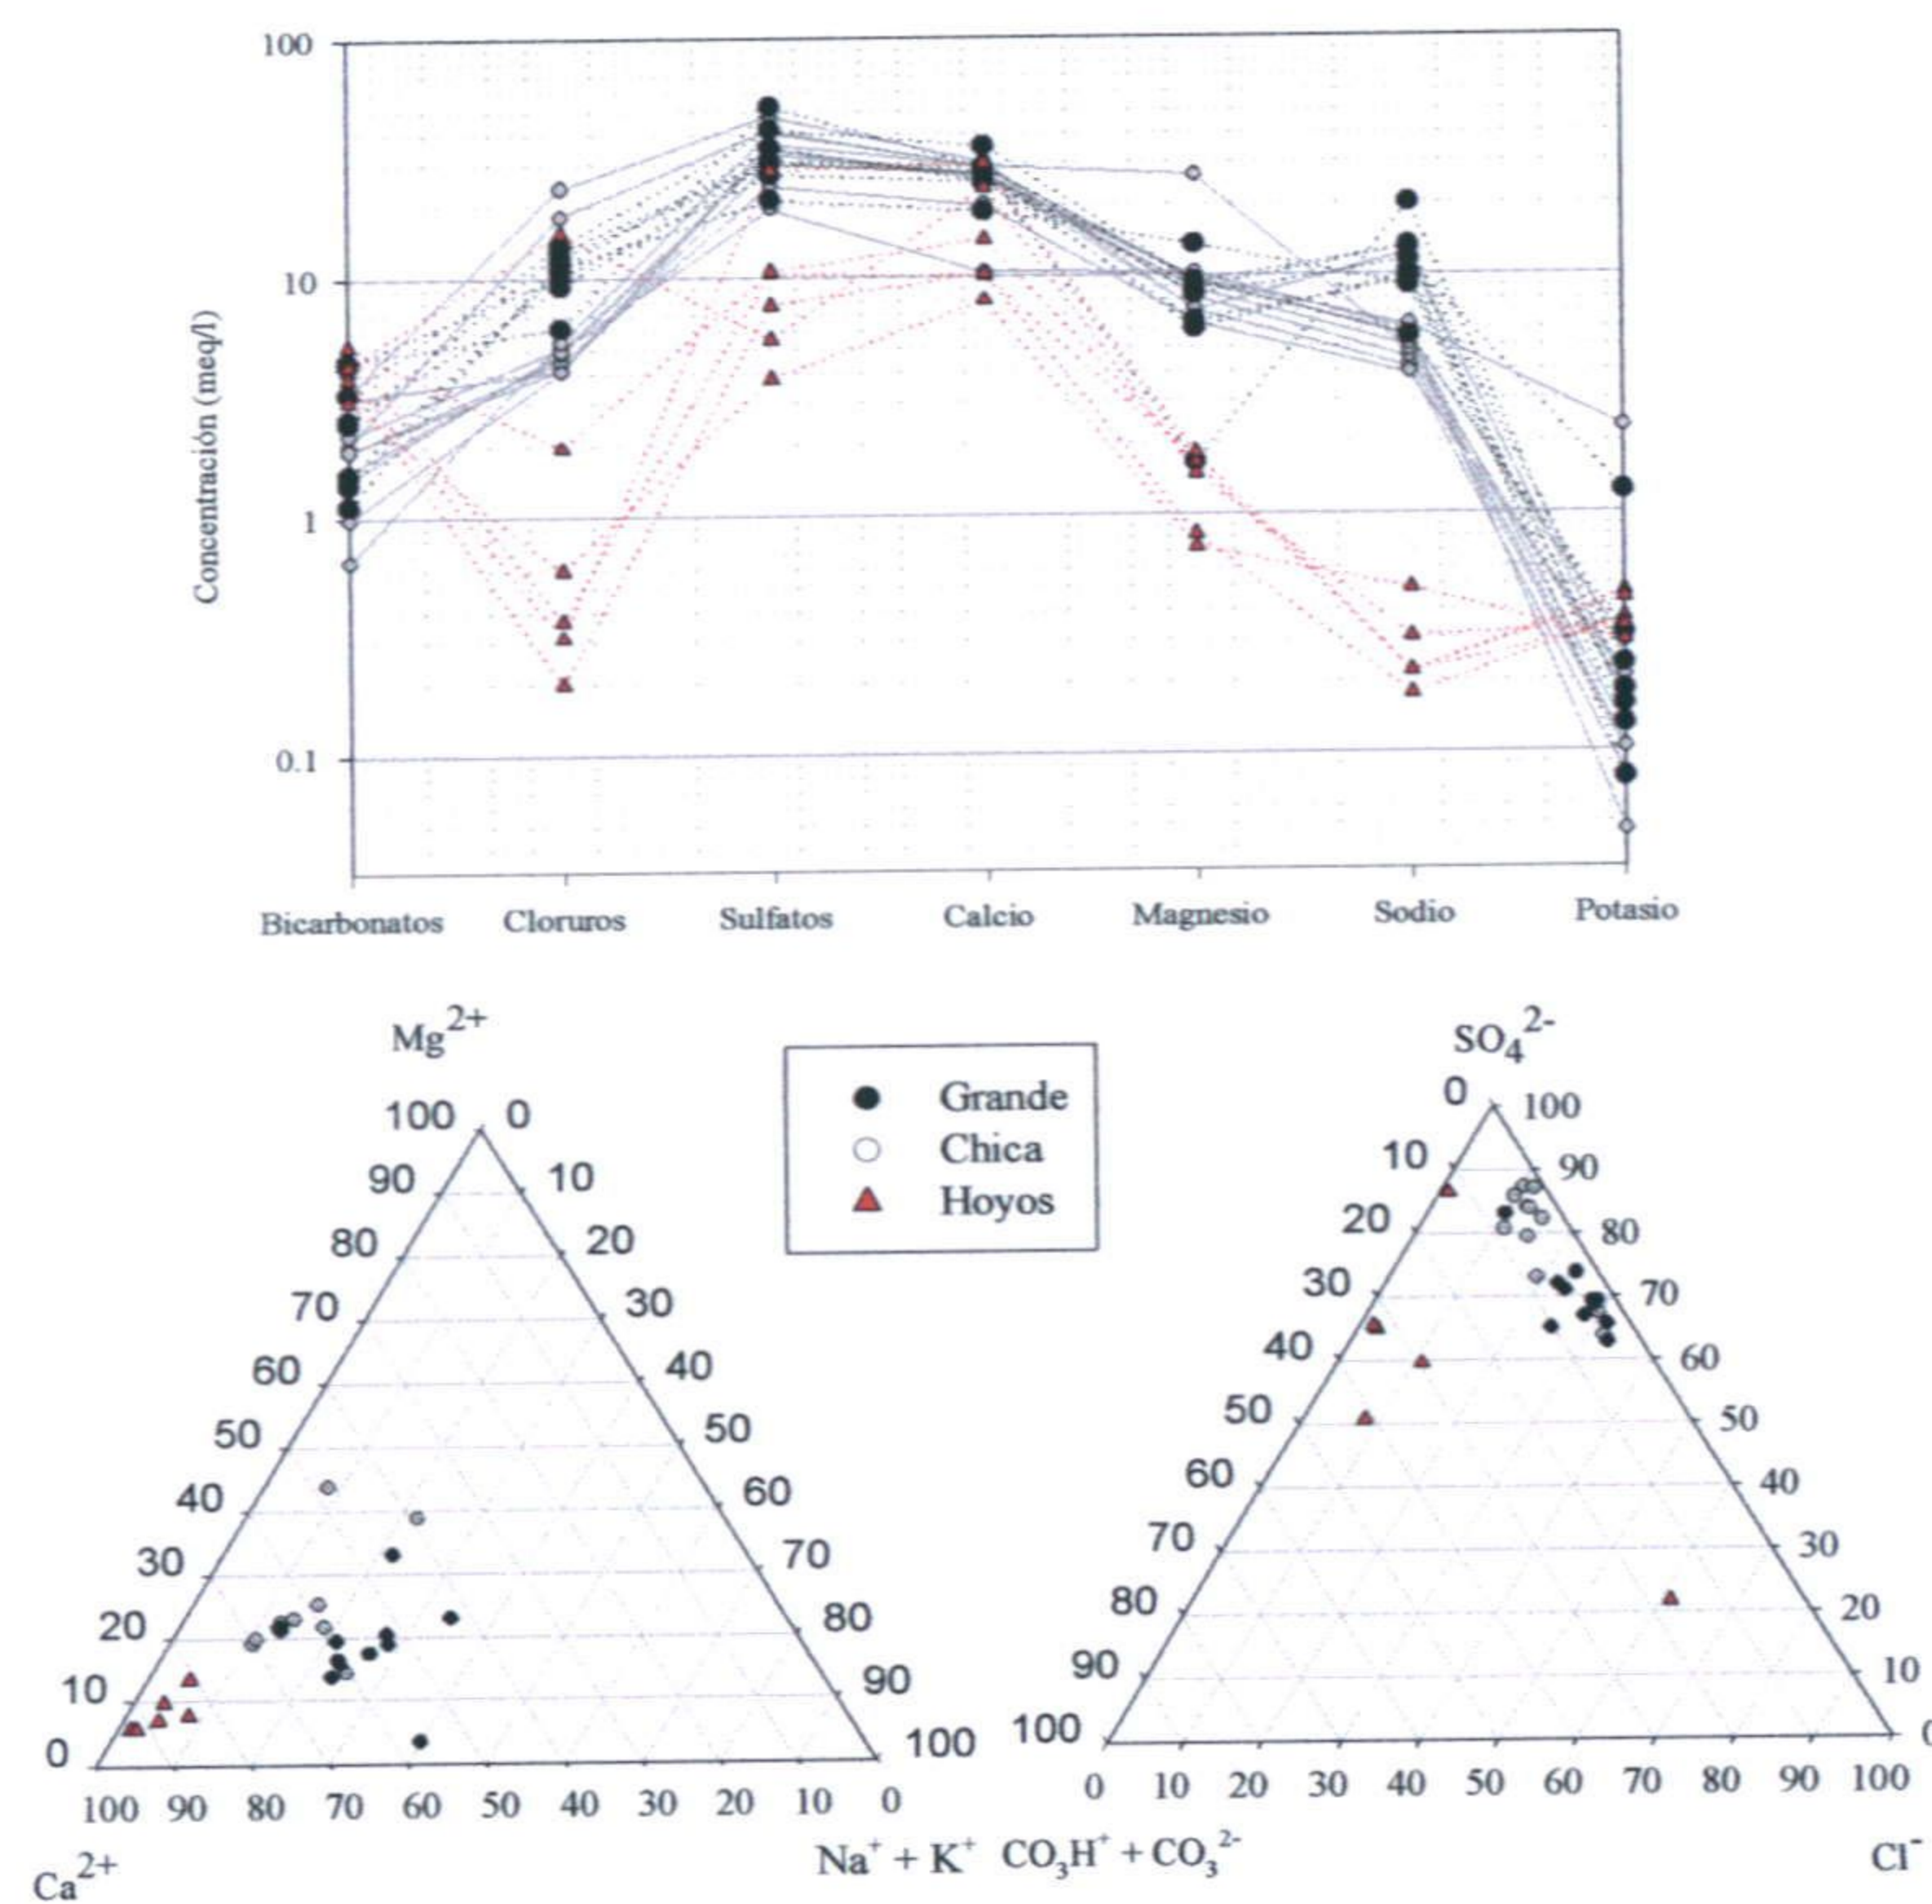 100
10
1
0.1
Concentración (meq/l)
Bicarbonatos Cloruros Sulfatos Calcio Magnesio Sodio Potasio
Mg2+
100 0
90 10
80 20
70 30
60 40
50 50
40 60
30 70
20 80
10 90
0 100
100 90 80 70 60 50 40 30 20 10 0
Ca2+
Na+ + K+
Grande
Chica
Hoyos
SO42-
0 100
10 90
20 80
30 70
40 60
50 50
60 40
70 30
80 20
90 10
100 0
0 10 20 30 40 50 60 70 80 90 100
CO3H+ + CO32-
Cl-